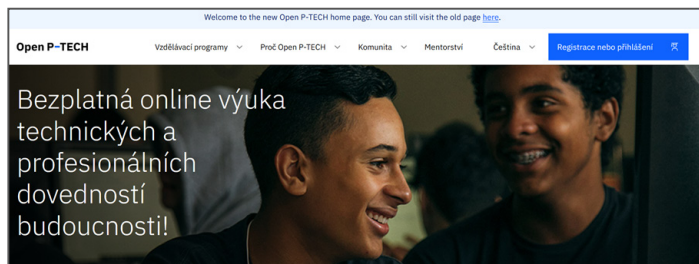 Welcome to the new Open P-TECH home page. You can still visit the old page here.
Open P-TECH Vzdělávací programy Proč Open P-TECH Komunita Mentorství Čeština Registrace nebo přihlášení
Bezplatná online výuka
technických a
profesionálních
dovedností
budoucnosti!